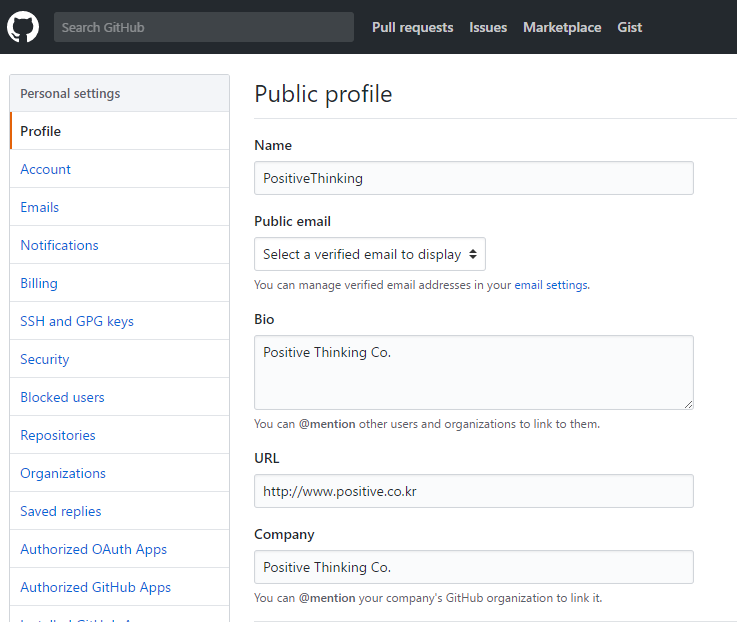 Search GitHub
Pull requests
Issues
Marketplace
Gist
Personal settings
Profile
Account
Emails
Notifications
Billing
SSH and GPG keys
Security
Blocked users
Repositories
Organizations
Saved replies
Authorized OAuth Apps
Authorized GitHub Apps
Public profile
Name
PositiveThinking
Public email
Select a verified email to display
You can manage verified email addresses in your email settings.
Bio
Positive Thinking Co.
You can @mention other users and organizations to link to them.
URL
http://www.positive.co.kr
Company
Positive Thinking Co.
You can @mention your company's GitHub organization to link it.